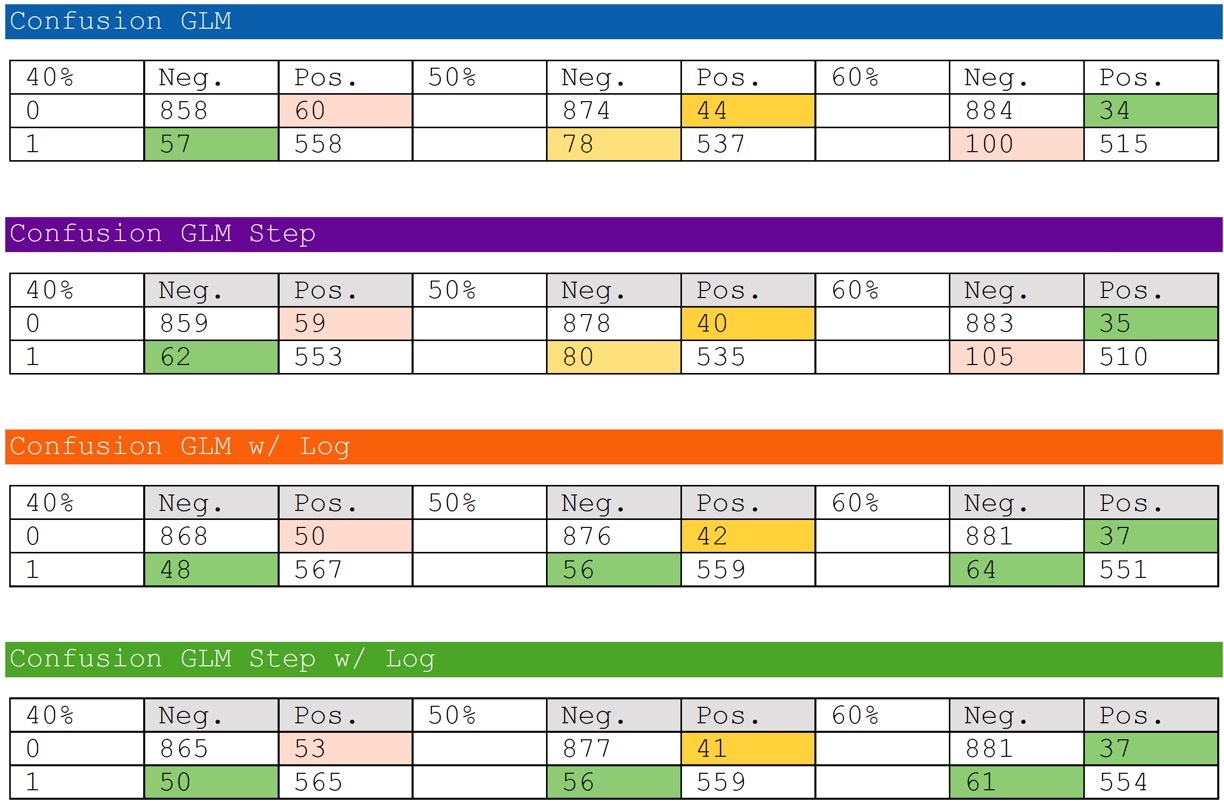 Confusion GLM
40% Neg. Pos. 50% Neg. Pos. 60% Neg. Pos.
0 858 60 874 44 884 34
1 57 558 78 537 100 515
Confusion GLM Step
40% Neg. Pos. 50% Neg. Pos. 60% Neg. Pos.
0 859 59 878 40 883 35
1 62 553 80 535 105 510
Confusion GLM w/ Log
40% Neg. Pos. 50% Neg. Pos. 60% Neg. Pos.
0 868 50 876 42 881 37
1 48 567 56 559 64 551
Confusion GLM Step w/ Log
40% Neg. Pos. 50% Neg. Pos. 60% Neg. Pos.
0 865 53 877 41 881 37
1 50 565 56 559 61 554